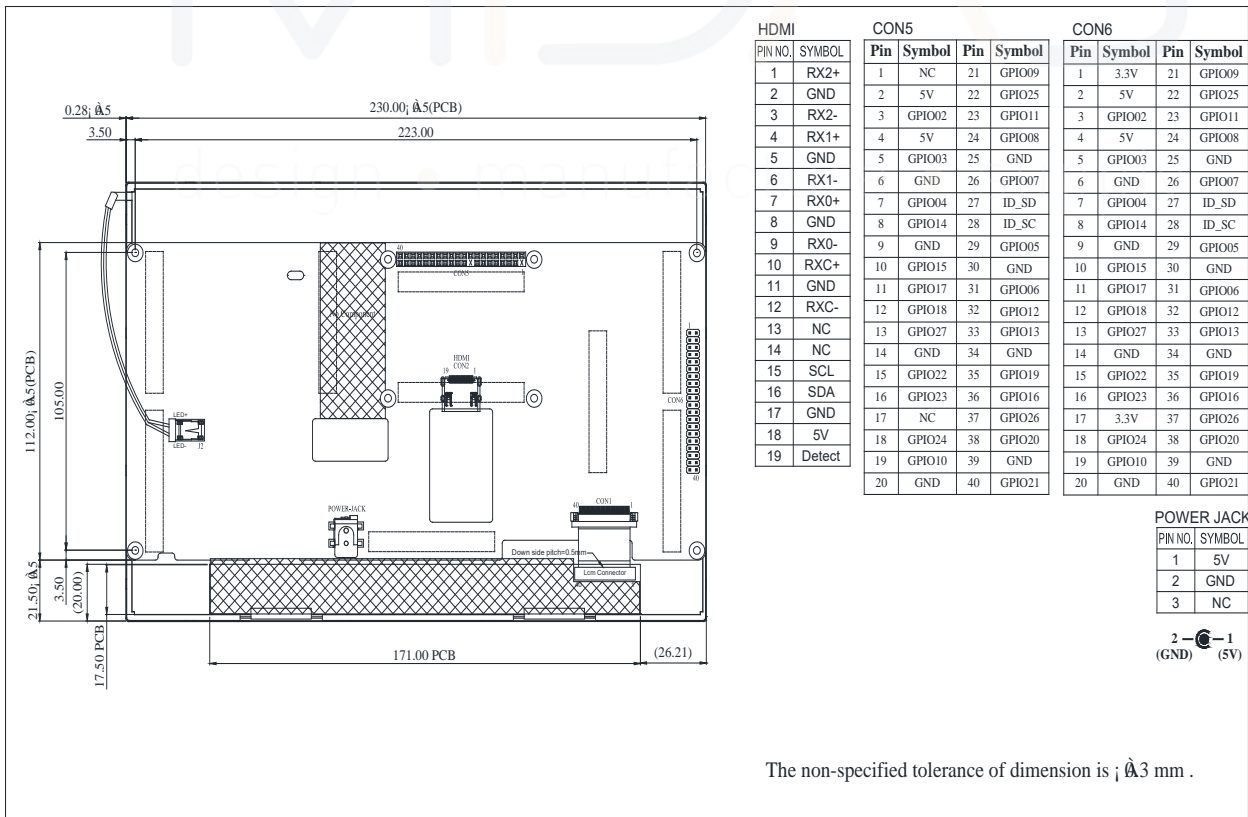 MIDAS
design • manuf
0.28¡À0.5
230.00¡À0.5(PCB)
3.50
223.00
112.00¡À0.5(PCB)
105.00
21.50¡À0.5
3.50
(20.00)
17.50 PCB
171.00 PCB
(26.21)
40
1
CON5
No Component
HDMI
CON2
19
1
1
CON6
40
LED+
LED-
J2
POWER-JACK
40
CON1
1
Down side pitch=0.5mm
Lcm Connector
HDMI
PIN NO. SYMBOL
1 RX2+
2 GND
3 RX2-
4 RX1+
5 GND
6 RX1-
7 RX0+
8 GND
9 RX0-
10 RXC+
11 GND
12 RXC-
13 NC
14 NC
15 SCL
16 SDA
17 GND
18 5V
19 Detect
CON5
Pin Symbol Pin Symbol
1 NC 21 GPIO09
2 5V 22 GPIO25
3 GPIO02 23 GPIO11
4 5V 24 GPIO08
5 GPIO03 25 GND
6 GND 26 GPIO07
7 GPIO04 27 ID_SD
8 GPIO14 28 ID_SC
9 GND 29 GPIO05
10 GPIO15 30 GND
11 GPIO17 31 GPIO06
12 GPIO18 32 GPIO12
13 GPIO27 33 GPIO13
14 GND 34 GND
15 GPIO22 35 GPIO19
16 GPIO23 36 GPIO16
17 NC 37 GPIO26
18 GPIO24 38 GPIO20
19 GPIO10 39 GND
20 GND 40 GPIO21
CON6
Pin Symbol Pin Symbol
1 3.3V 21 GPIO09
2 5V 22 GPIO25
3 GPIO02 23 GPIO11
4 5V 24 GPIO08
5 GPIO03 25 GND
6 GND 26 GPIO07
7 GPIO04 27 ID_SD
8 GPIO14 28 ID_SC
9 GND 29 GPIO05
10 GPIO15 30 GND
11 GPIO17 31 GPIO06
12 GPIO18 32 GPIO12
13 GPIO27 33 GPIO13
14 GND 34 GND
15 GPIO22 35 GPIO19
16 GPIO23 36 GPIO16
17 3.3V 37 GPIO26
18 GPIO24 38 GPIO20
19 GPIO10 39 GND
20 GND 40 GPIO21
POWER JACK
PIN NO. SYMBOL
1 5V
2 GND
3 NC
2 1
(GND) (5V)
The non-specified tolerance of dimension is ¡À0.3 mm .